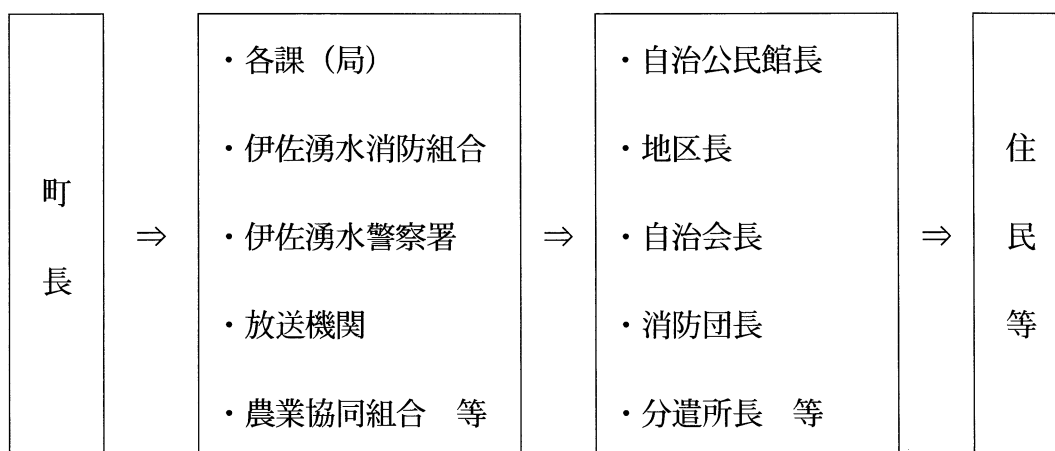 町長
⇒
・各課（局）
・伊佐湧水消防組合
・伊佐湧水警察署
・放送機関
・農業協同組合　等
⇒
・自治公民館長
・地区長
・自治会長
・消防団長
・分遣所長　等
⇒
住民等